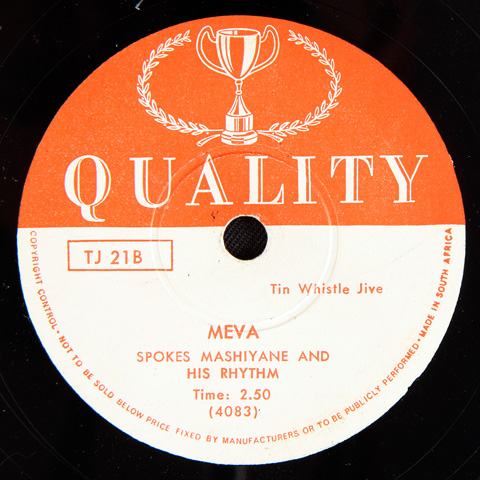 QUALITY
TJ 21B
Tin Whistle Jive
MEVA
SPOKES MASHIYANE AND
HIS RHYTHM
Time: 2.50
(4083)
COPYRIGHT CONTROL • NOT TO BE SOLD BELOW PRICE FIXED BY MANUFACTURERS OR TO BE PUBLICLY PERFORMED • MADE IN SOUTH AFRICA